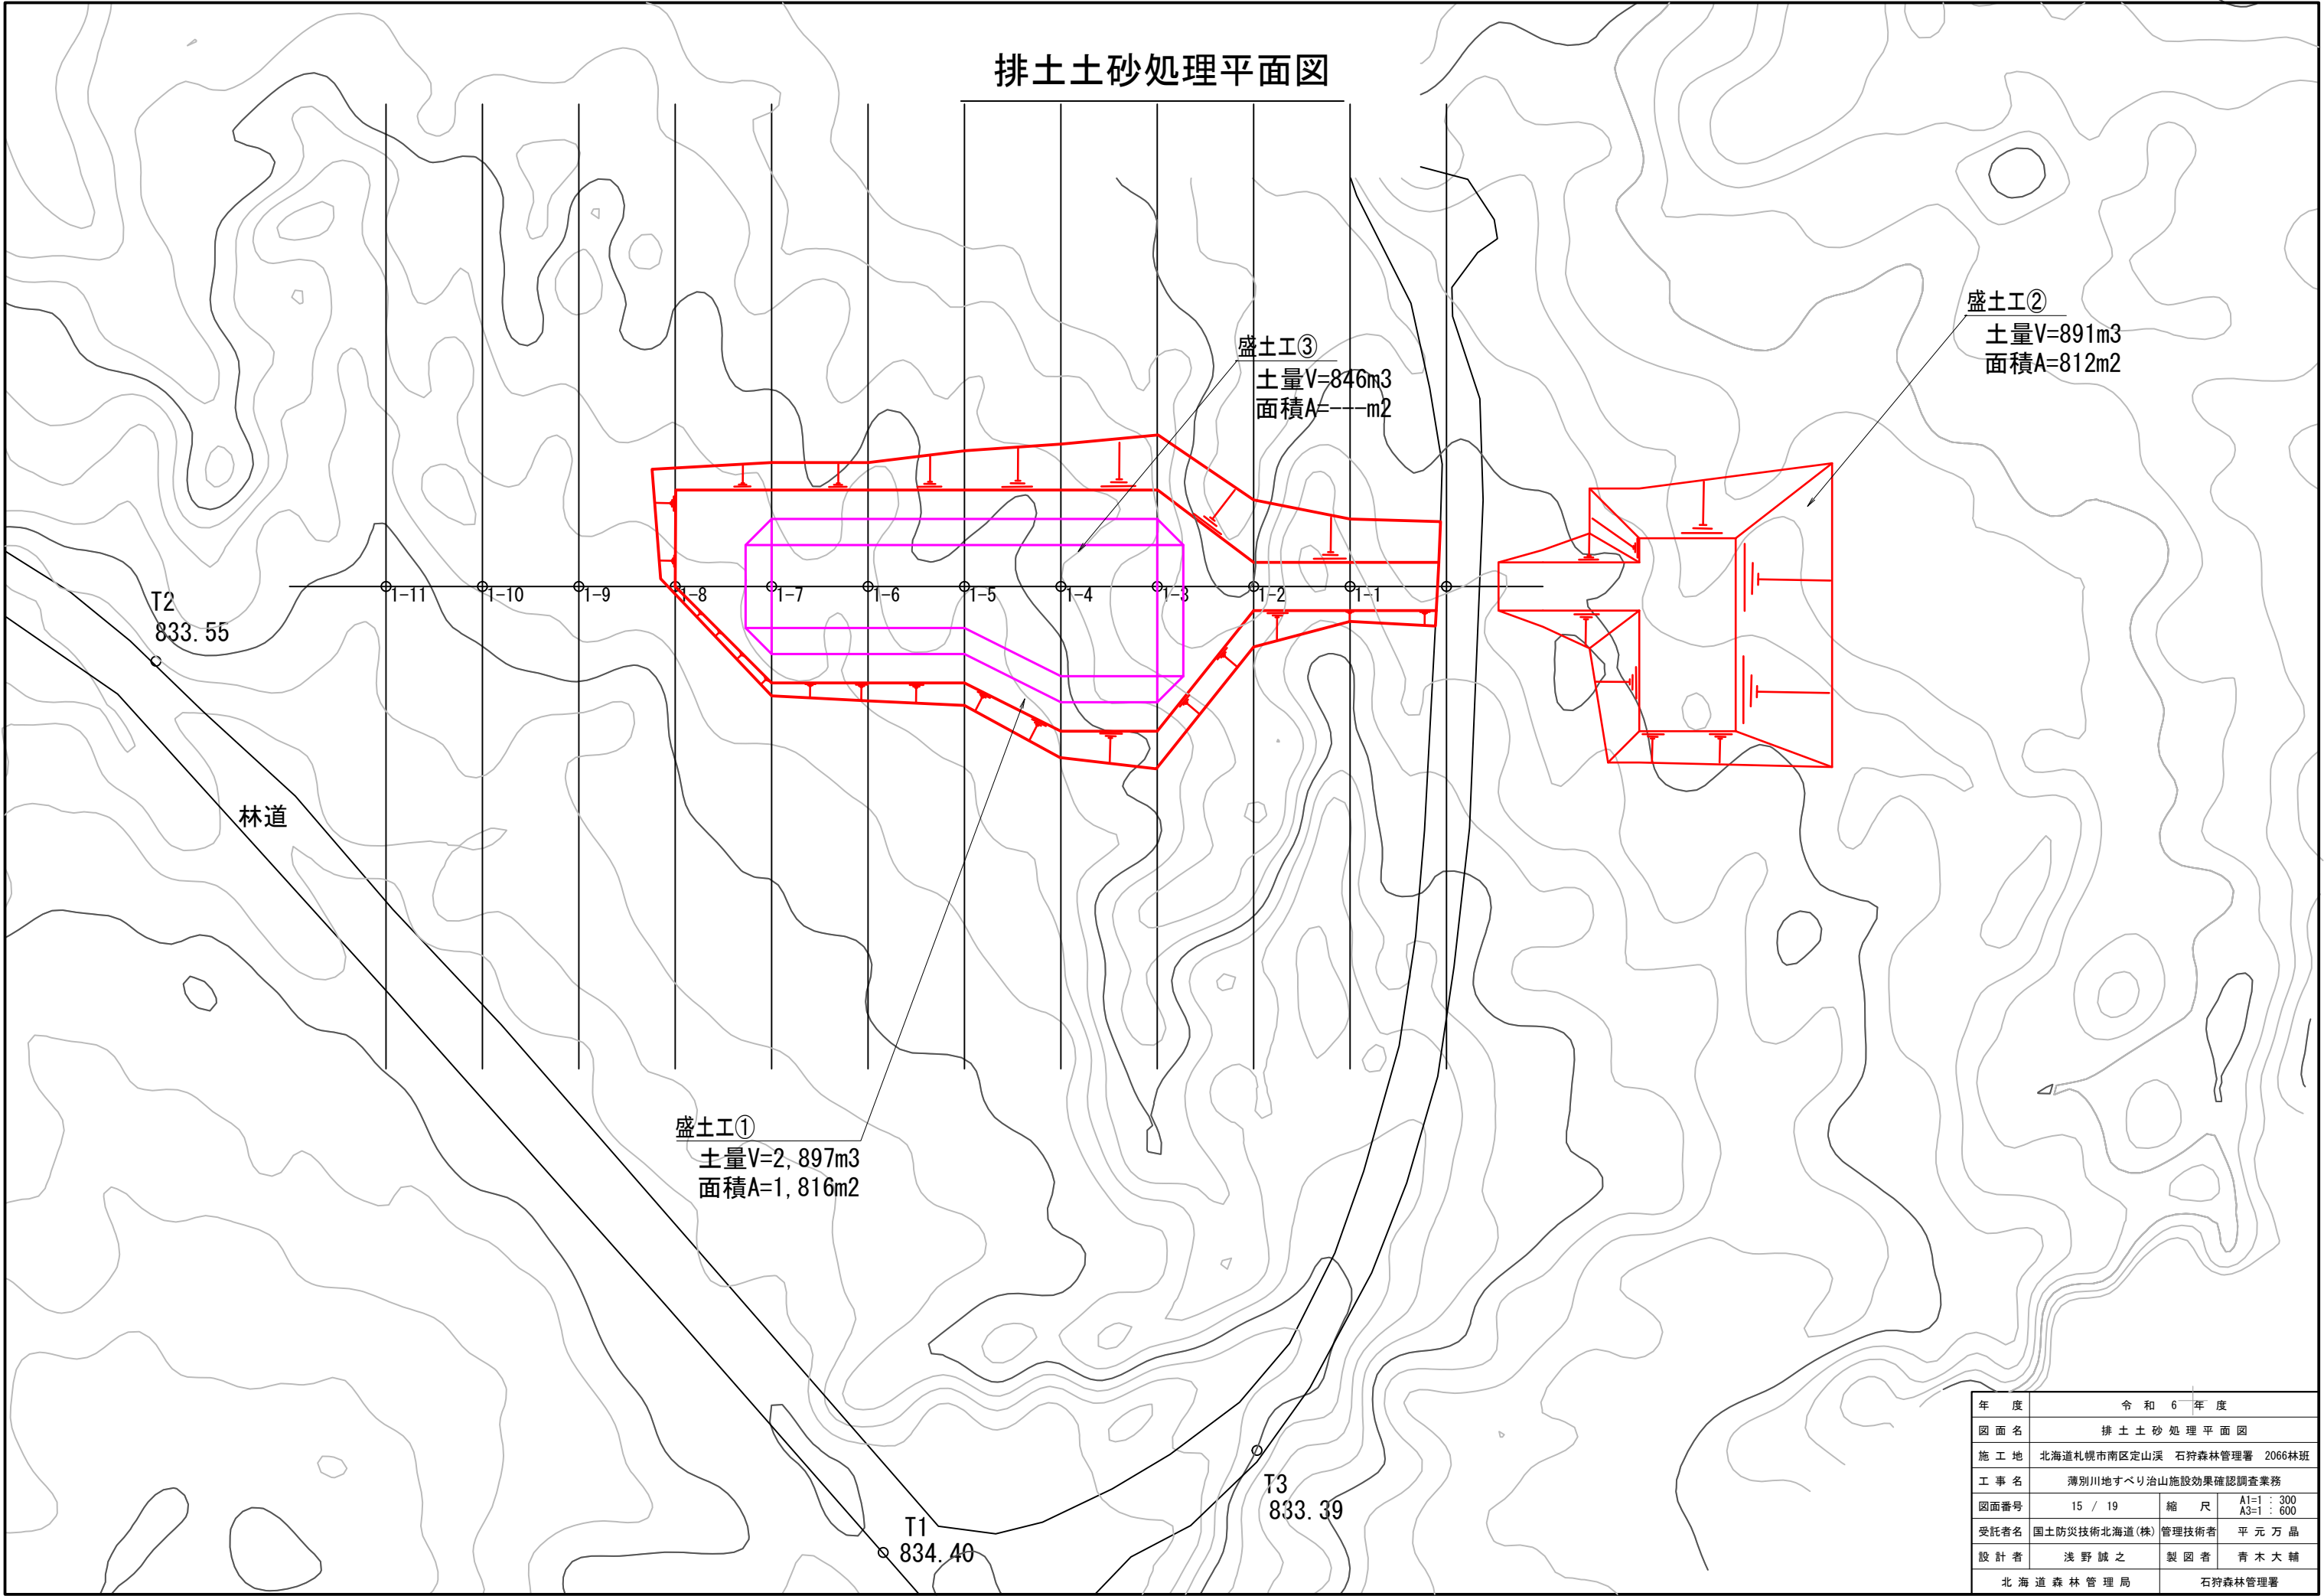 排土土砂処理平面図
盛土工②
土量V=891m3
面積A=812m2
盛土工③
土量V=846m3
面積A=---m2
1-11
1-10
1-9
1-8
1-7
1-6
1-5
1-4
1-3
1-2
1-1
T2
833.55
林道
盛土工①
土量V=2,897m3
面積A=1,816m2
T3
833.39
T1
834.40
年 度 令和 6 年度
図面名 排土土砂処理平面図
施工地 北海道札幌市南区定山渓 石狩森林管理署 2066林班
工事名 薄別川地すべり治山施設効果確認調査業務
図面番号 15 / 19 縮 尺 A1=1 : 300
A3=1 : 600
受託者名 国土防災技術北海道(株) 管理技術者 平元万晶
設計者 浅野誠之 製図者 青木大輔
北海道森林管理局 石狩森林管理署